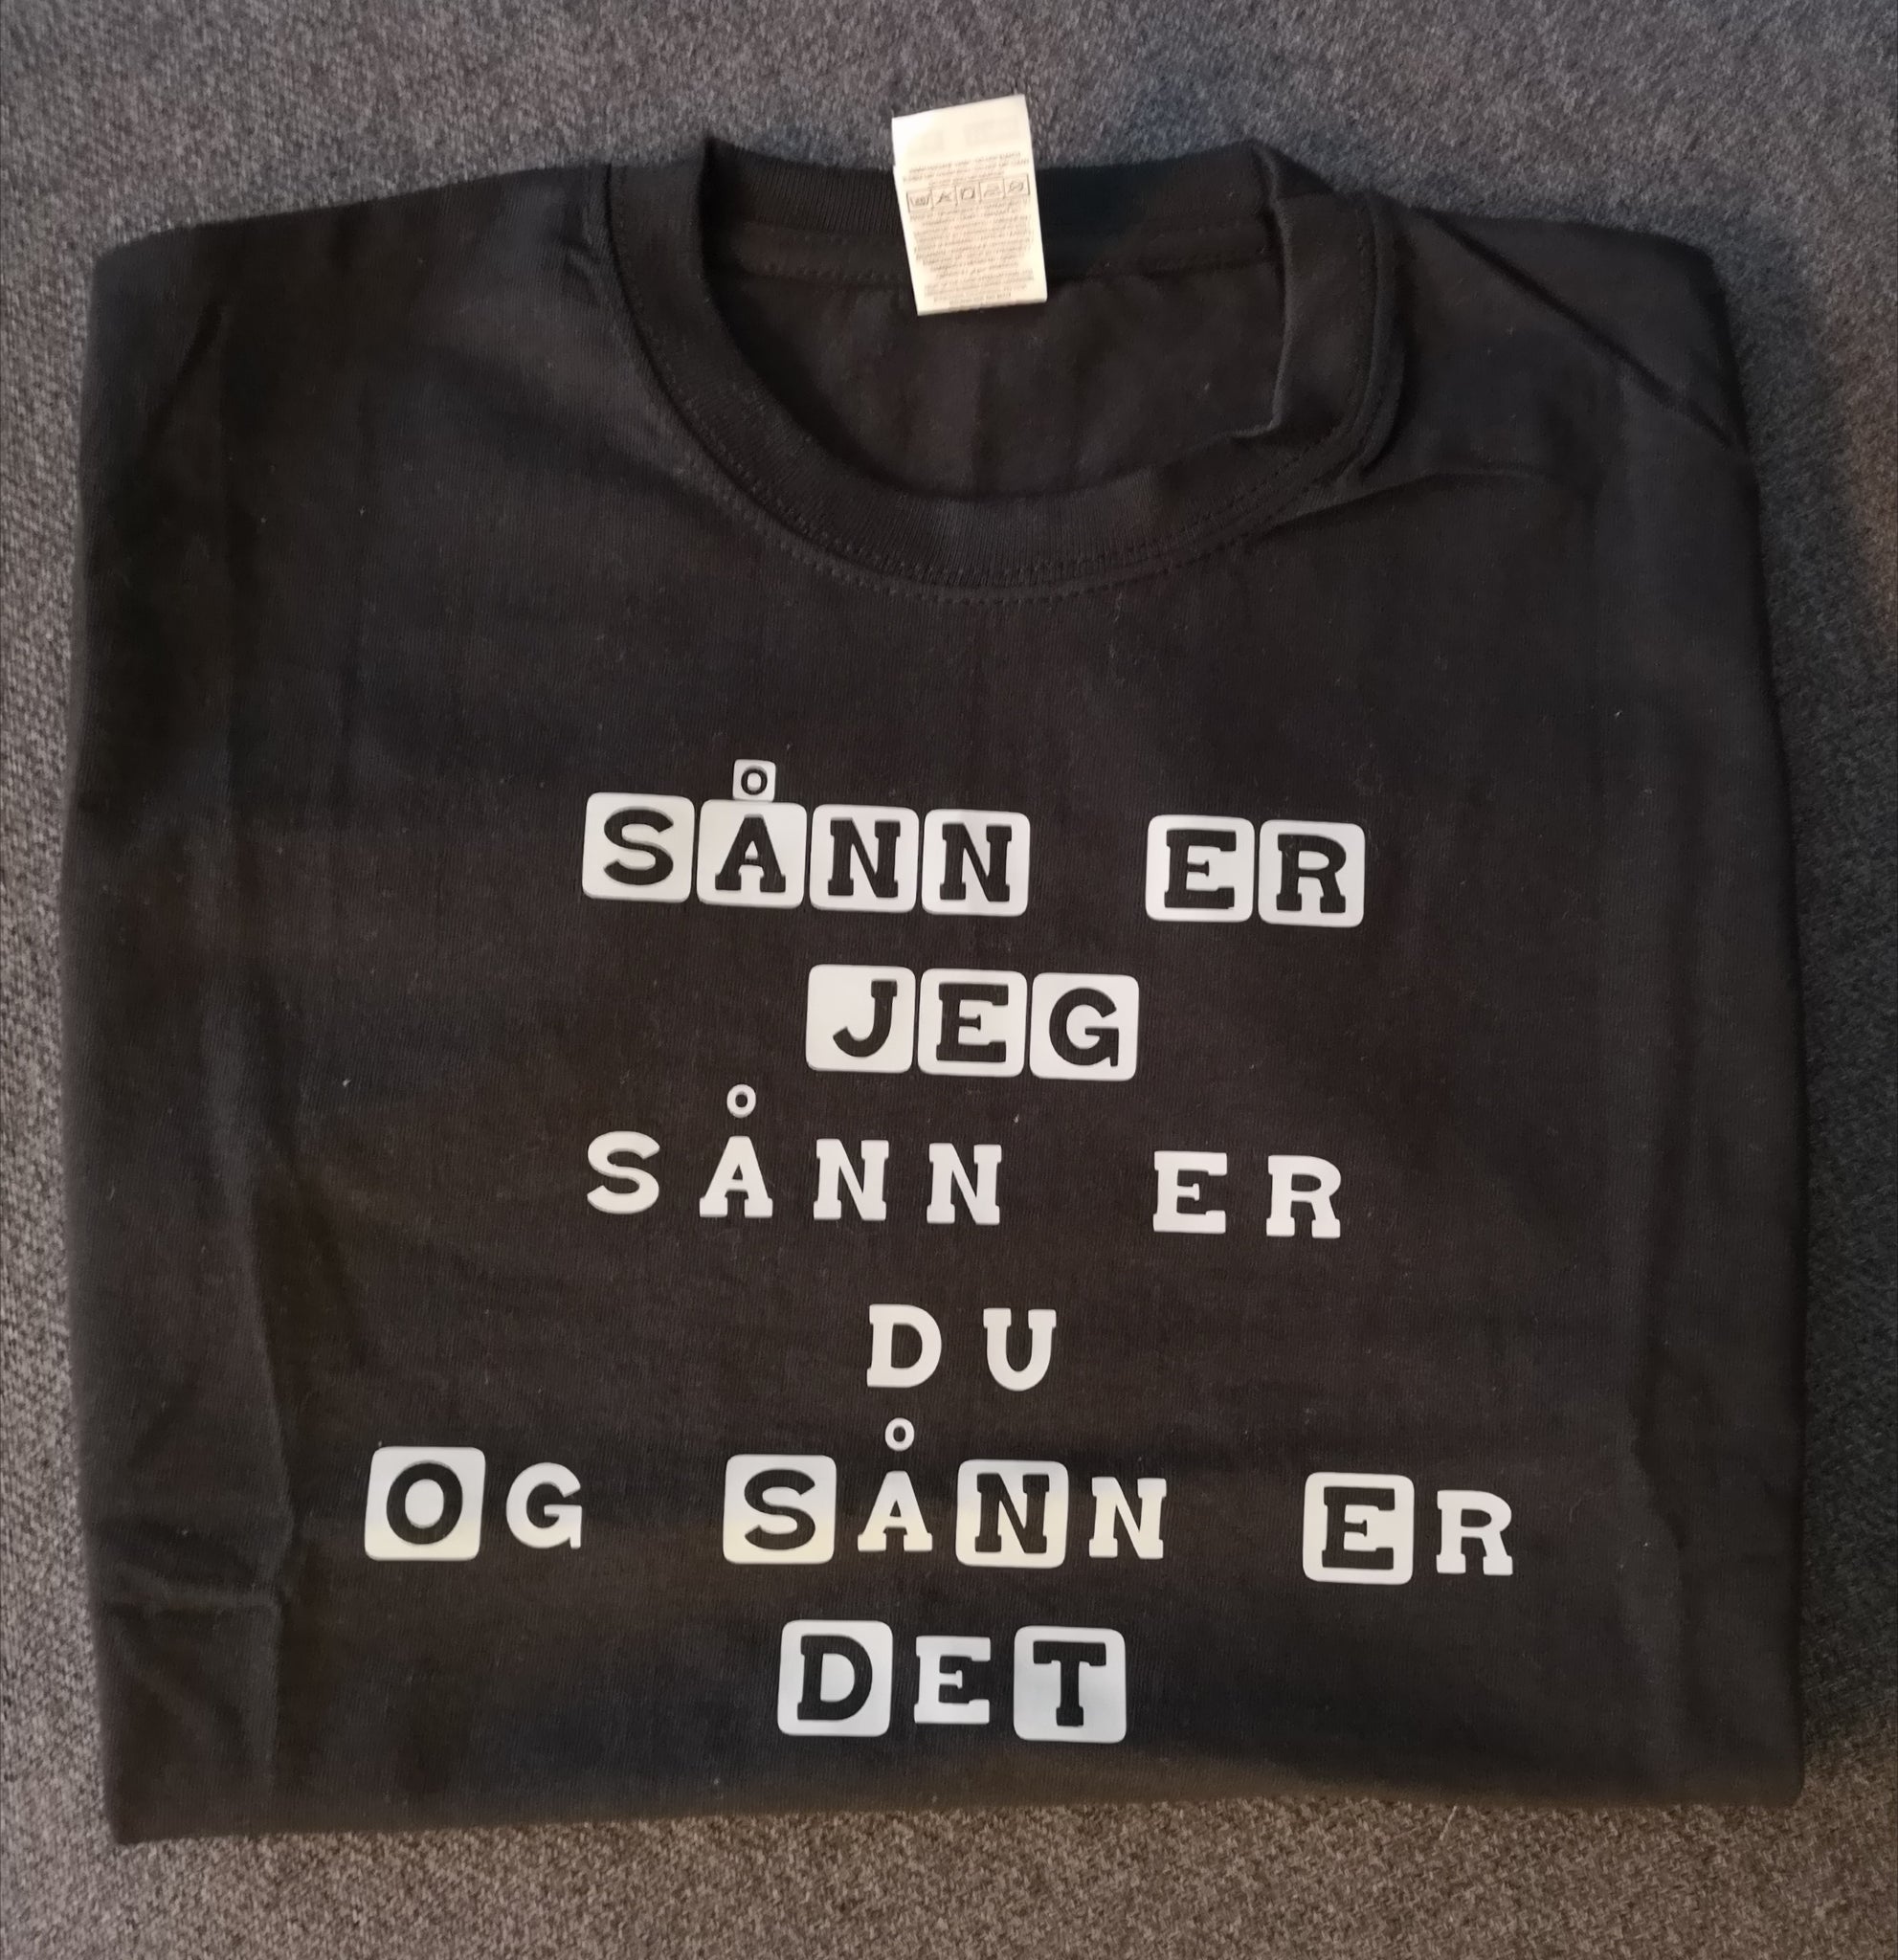 SÅNN ER
JEG
SÅNN ER
DU
OG SÅNN ER
DET